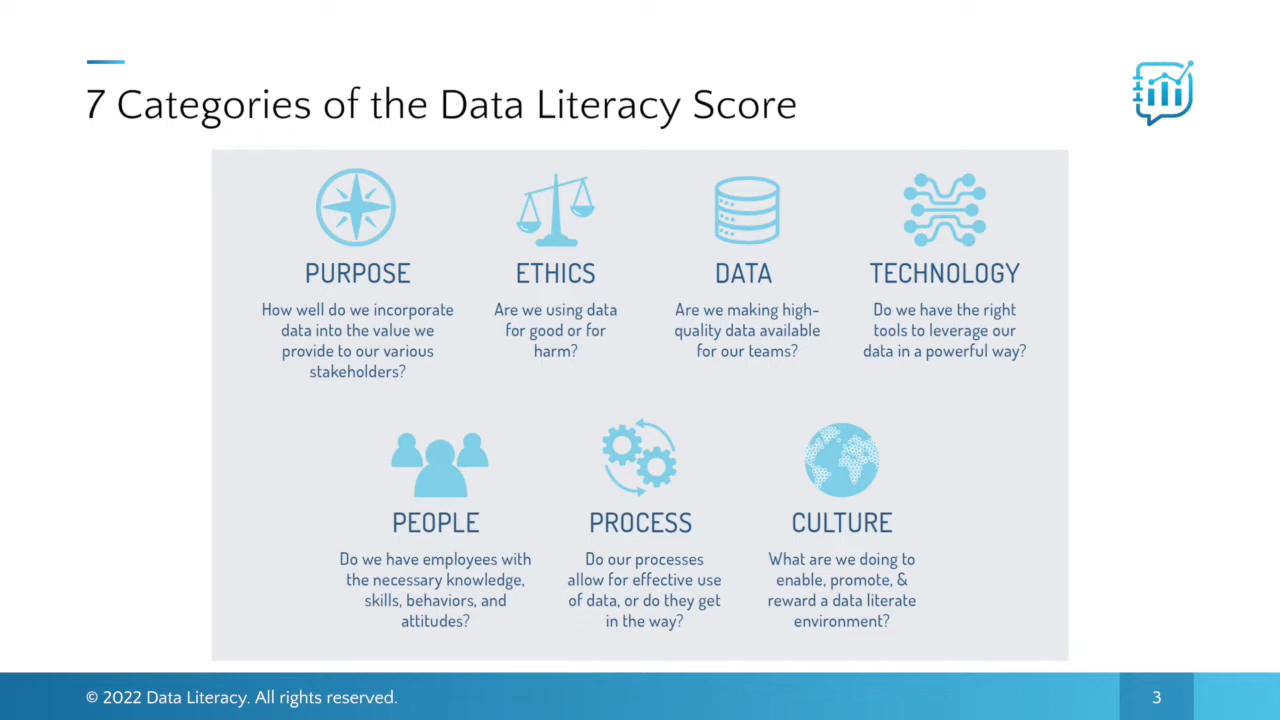 7 Categories of the Data Literacy Score
PURPOSE
How well do we incorporate
data into the value we
provide to our various
stakeholders?
ETHICS
Are we using data
for good or for
harm?
DATA
Are we making high-
quality data available
for our teams?
TECHNOLOGY
Do we have the right
tools to leverage our
data in a powerful way?
PEOPLE
Do we have employees with
the necessary knowledge,
skills, behaviors, and
attitudes?
PROCESS
Do our processes
allow for effective use
of data, or do they get
in the way?
CULTURE
What are we doing to
enable, promote, &
reward a data literate
environment?
© 2022 Data Literacy. All rights reserved.
3